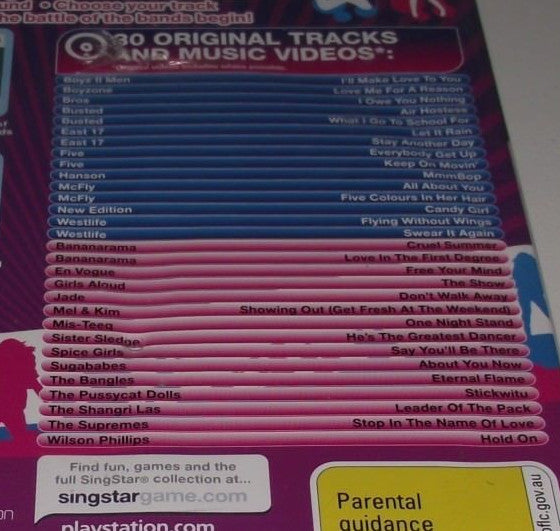 und • Choose your track
he battle of the bands begin!
30 ORIGINAL TRACKS
AND MUSIC VIDEOS*:
Boyz II Men I'll Make Love To You
Boyzone Love Me For A Reason
Bros I Owe You Nothing
Busted Air Hostess
Busted What I Go To School For
East 17 Let It Rain
East 17 Stay Another Day
Five Everybody Get Up
Five Keep On Movin'
Hanson MmmBop
McFly All About You
McFly Five Colours In Her Hair
New Edition Candy Girl
Westlife Flying Without Wings
Westlife Swear It Again
Bananarama Cruel Summer
Bananarama Love In The First Degree
En Vogue Free Your Mind
Girls Aloud The Show
Jade Don't Walk Away
Mel & Kim Showing Out (Get Fresh At The Weekend)
Mis-Teeq One Night Stand
Sister Sledge He's The Greatest Dancer
Spice Girls Say You'll Be There
Sugababes About You Now
The Bangles Eternal Flame
The Pussycat Dolls Stickwitu
The Shangri Las Leader Of The Pack
The Supremes Stop In The Name Of Love
Wilson Phillips Hold On
Find fun, games and the
full SingStar® collection at...
singstargame.com
playstation.com
Parental
guidance
.gov.au